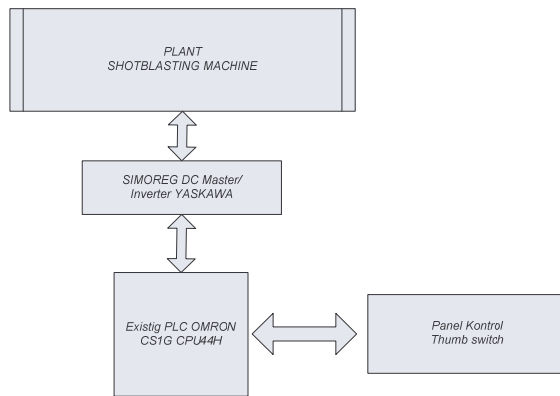 PLANT
SHOTBLASTING MACHINE
SIMOREG DC Master/
Inverter YASKAWA
Existig PLC OMRON
CS1G CPU44H
Panel Kontrol
Thumb switch